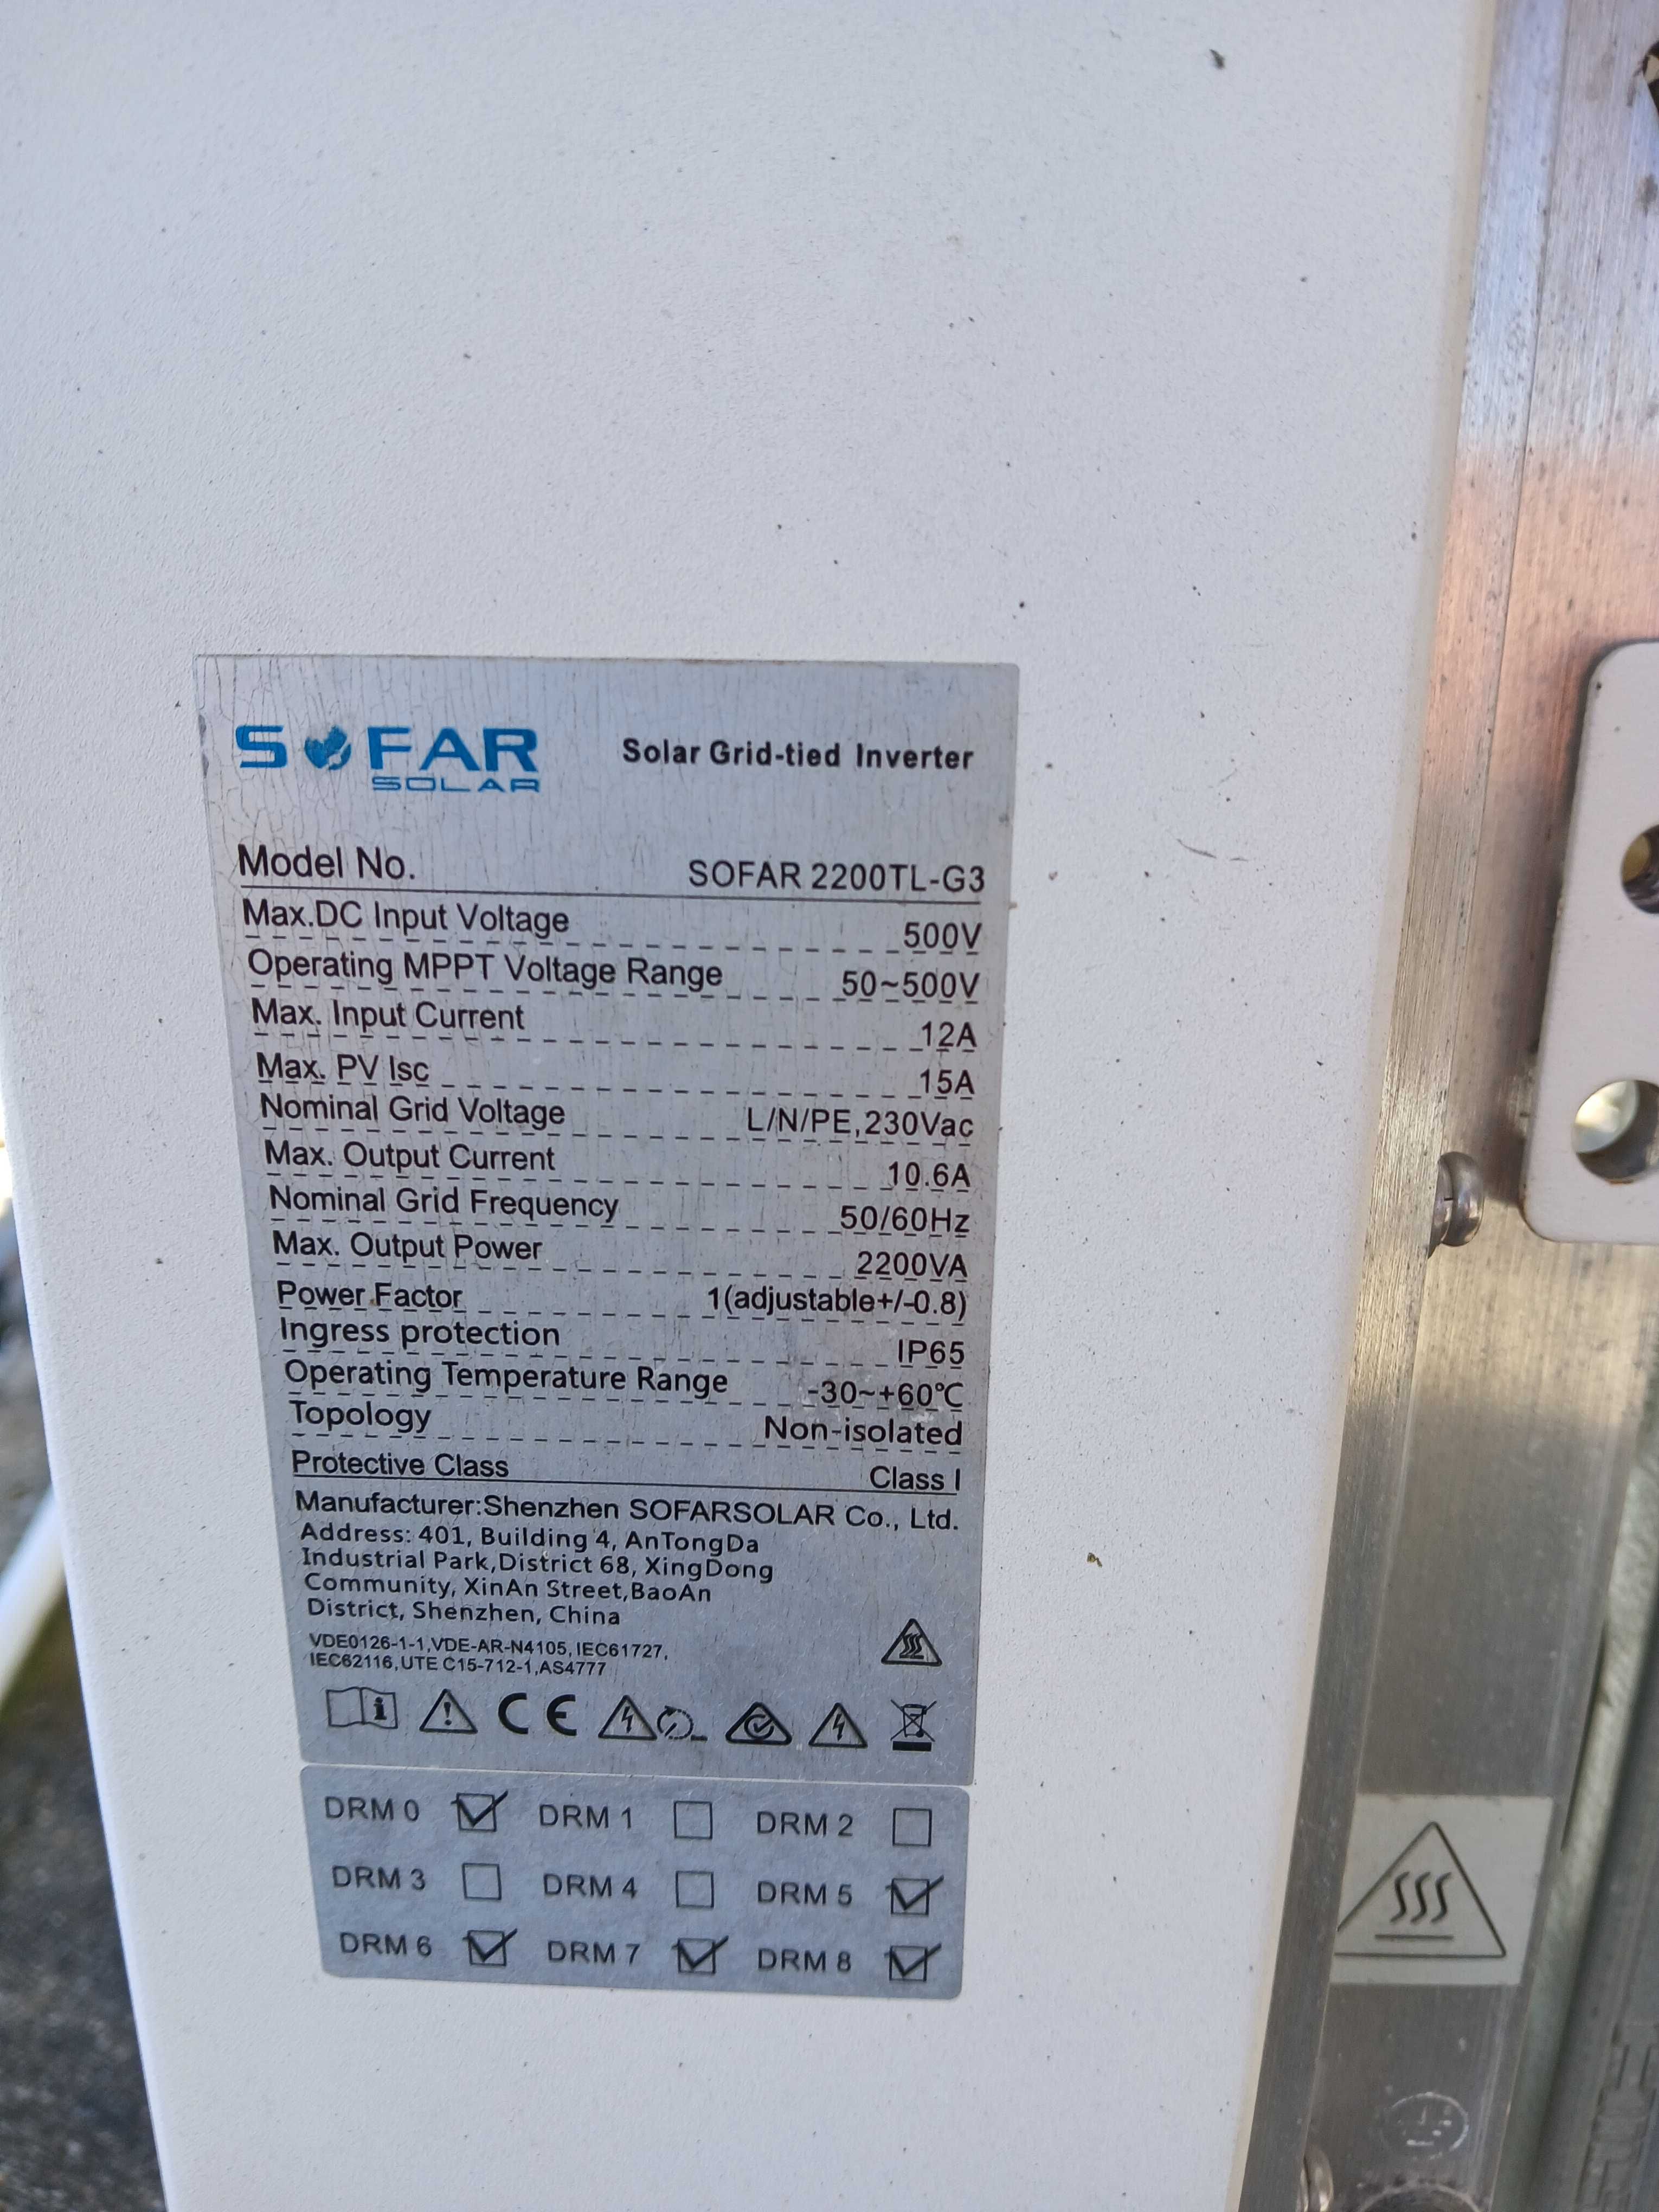 SOFAR
SOLAR
Solar Grid-tied Inverter
Model No. SOFAR 2200TL-G3
Max.DC Input Voltage 500V
Operating MPPT Voltage Range 50~500V
Max. Input Current 12A
Max. PV Isc 15A
Nominal Grid Voltage L/N/PE,230Vac
Max. Output Current 10.6A
Nominal Grid Frequency 50/60Hz
Max. Output Power 2200VA
Power Factor 1(adjustable+/-0.8)
Ingress protection IP65
Operating Temperature Range -30~+60℃
Topology Non-isolated
Protective Class Class I
Manufacturer:Shenzhen SOFARSOLAR Co., Ltd.
Address: 401, Building 4, AnTongDa
Industrial Park,District 68, XingDong
Community, XinAn Street,BaoAn
District, Shenzhen, China
VDE0126-1-1,VDE-AR-N4105,IEC61727,
IEC62116,UTE C15-712-1,AS4777
CE
DRM 0 DRM 1 DRM 2
DRM 3 DRM 4 DRM 5
DRM 6 DRM 7 DRM 8